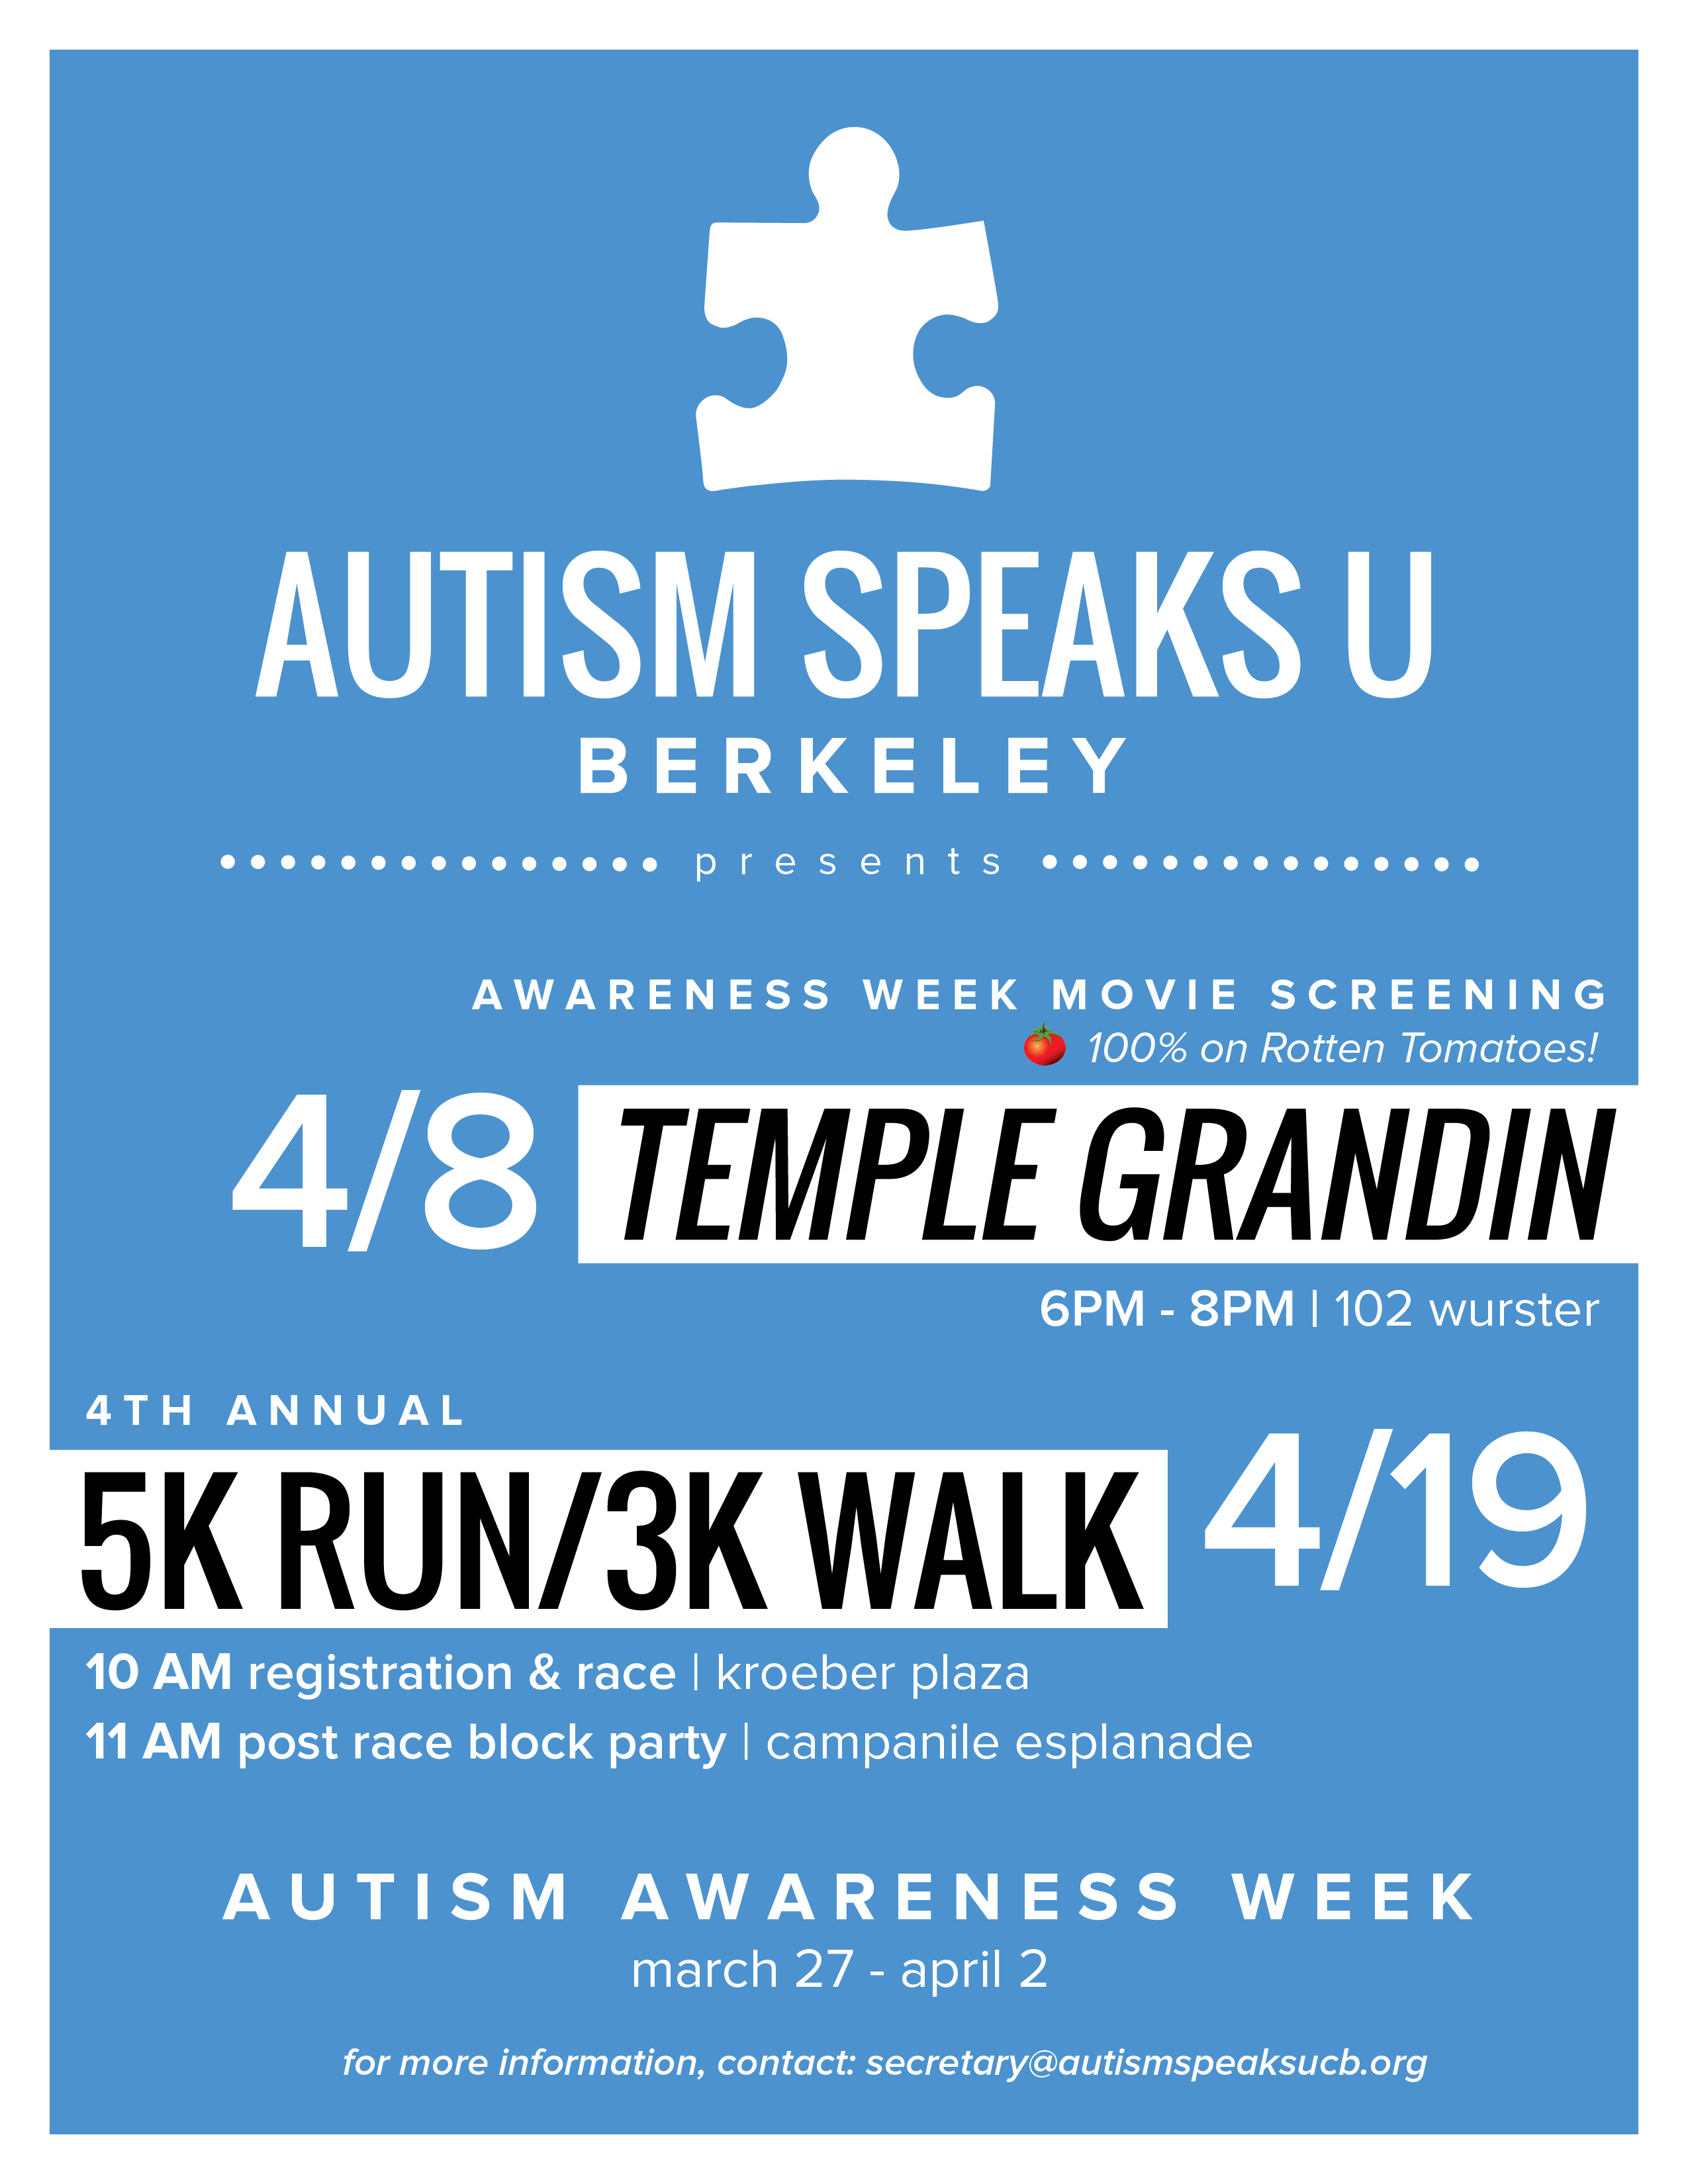 AUTISM SPEAKS U
BERKELEY
presents
AWARENESS WEEK MOVIE SCREENING
100% on Rotten Tomatoes!
4/8 TEMPLE GRANDIN
6PM - 8PM | 102 wurster
4TH ANNUAL
5K RUN/3K WALK 4/19
10 AM registration & race | kroeber plaza
11 AM post race block party | campanile esplanade
AUTISM AWARENESS WEEK
march 27 - april 2
for more information, contact: secretary@autismspeaksucb.org